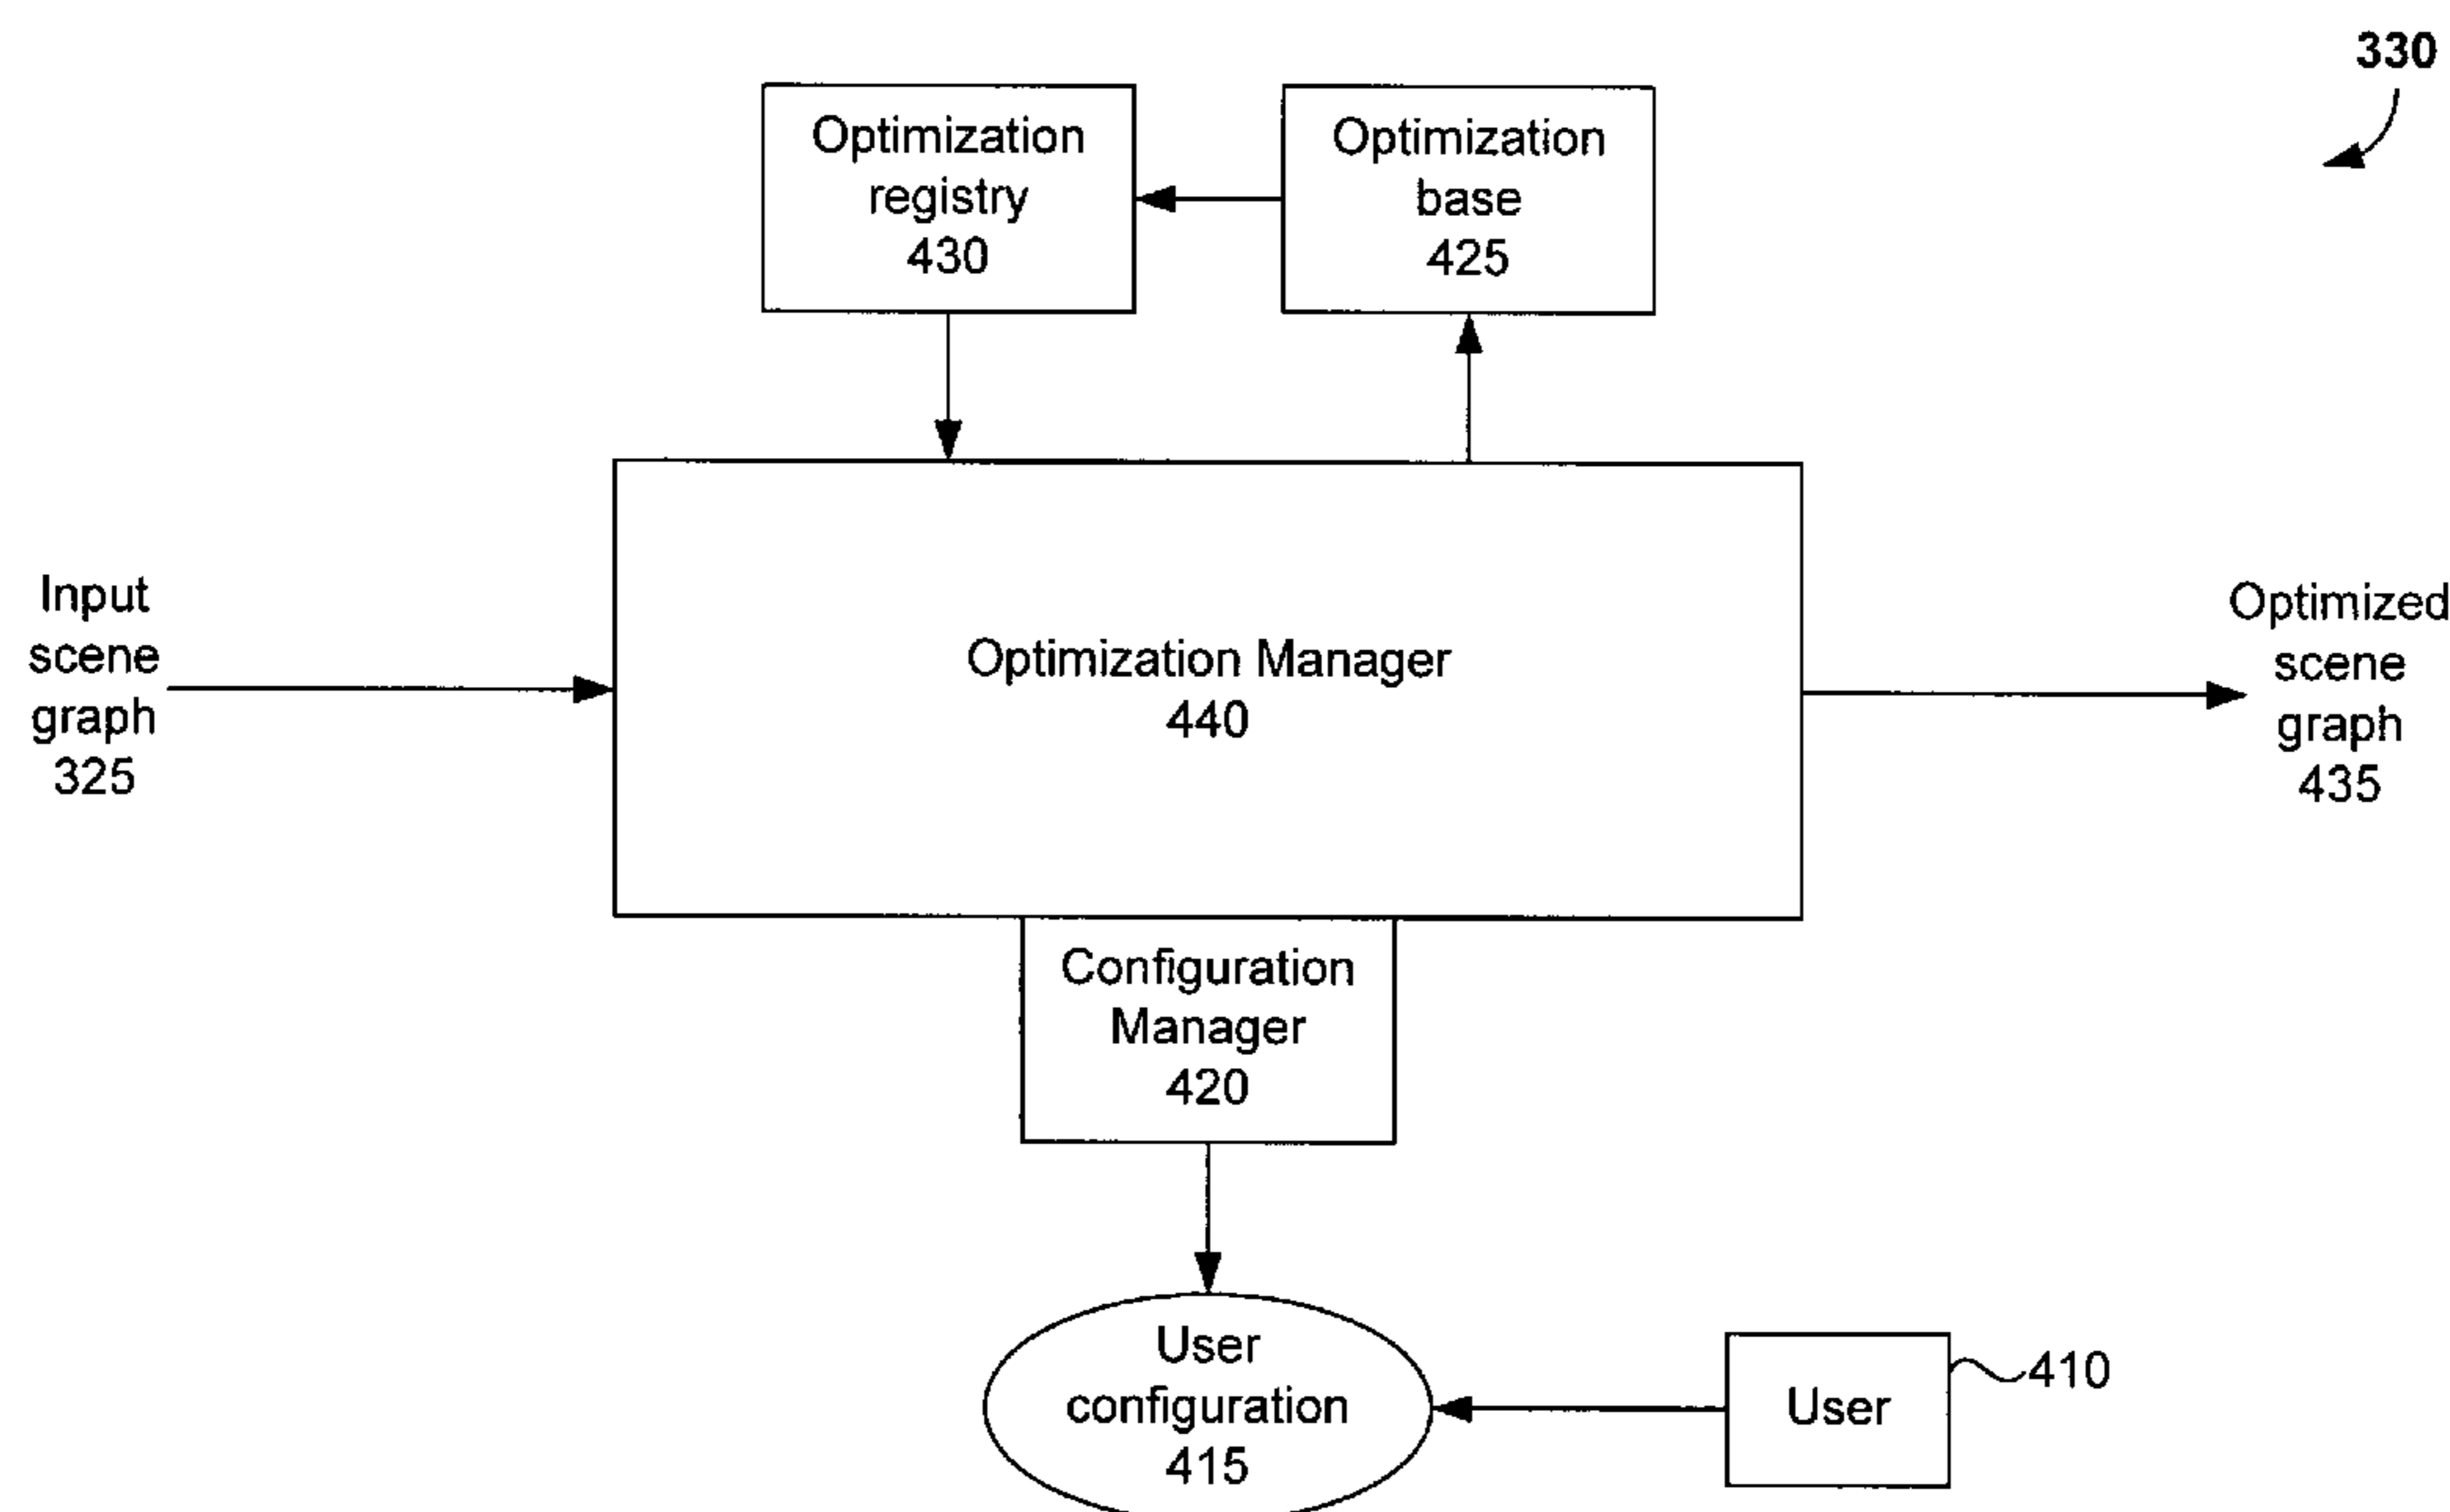 330
Optimization
registry
430
Optimization
base
425
Input
scene
graph
325
Optimization Manager
440
Optimized
scene
graph
435
Configuration
Manager
420
User
configuration
415
User
410